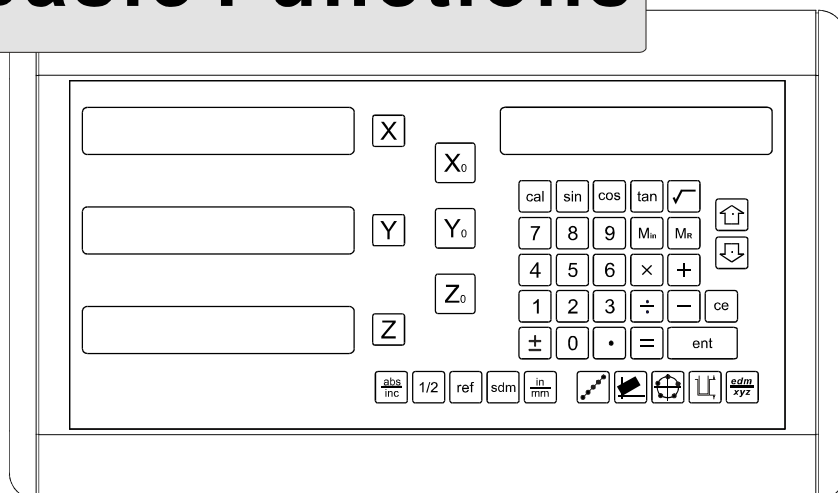 Basic Functions
X
X₀
Y
Y₀
Z
Z₀
cal sin cos tan √
7 8 9 Min MR
4 5 6 × +
1 2 3 ÷ − ce
± 0 . = ent
abs/inc 1/2 ref sdm in/mm edm/xyz